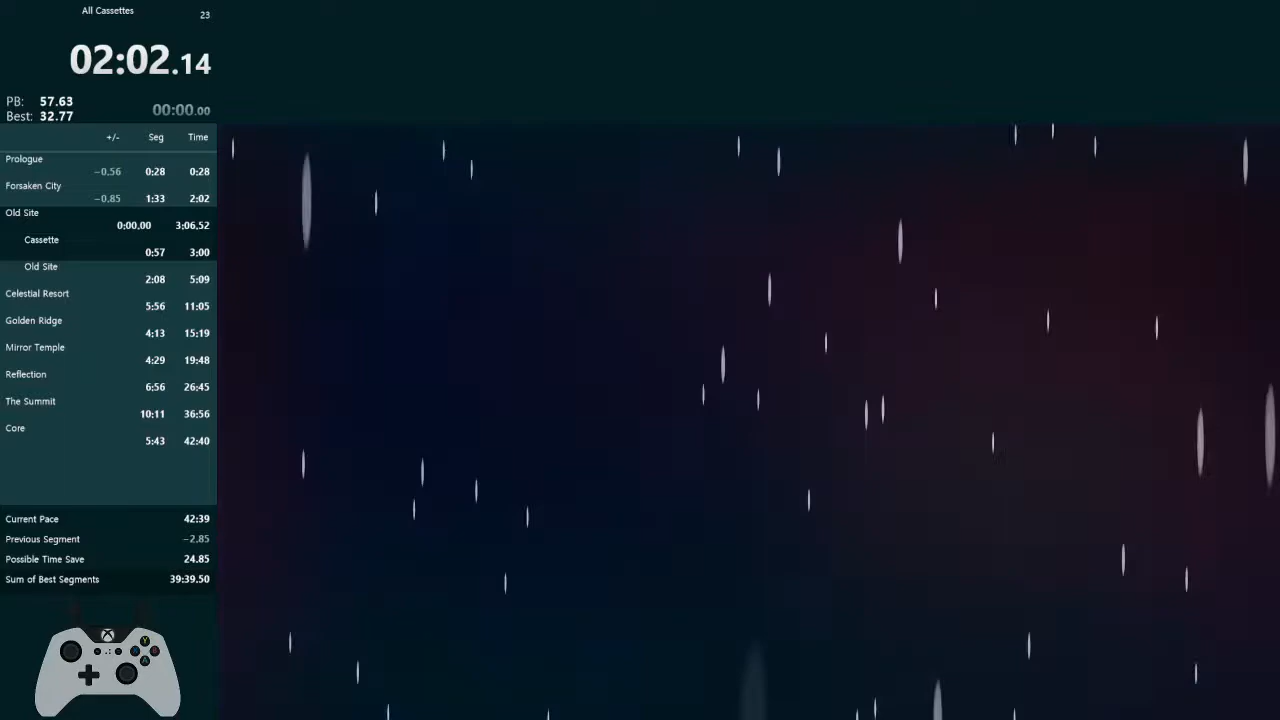 All Cassettes
23
02:02.14
PB: 57.63
00:00.00
Best: 32.77
+/- Seg Time
Prologue
−0.56 0:28 0:28
Forsaken City
−0.85 1:33 2:02
Old Site
0:00,00 3:06,52
Cassette
0:57 3:00
Old Site
2:08 5:09
Celestial Resort
5:56 11:05
Golden Ridge
4:13 15:19
Mirror Temple
4:29 19:48
Reflection
6:56 26:45
The Summit
10:11 36:56
Core
5:43 42:40
Current Pace 42:39
Previous Segment −2.85
Possible Time Save 24.85
Sum of Best Segments 39:39.50
Y
X B
A